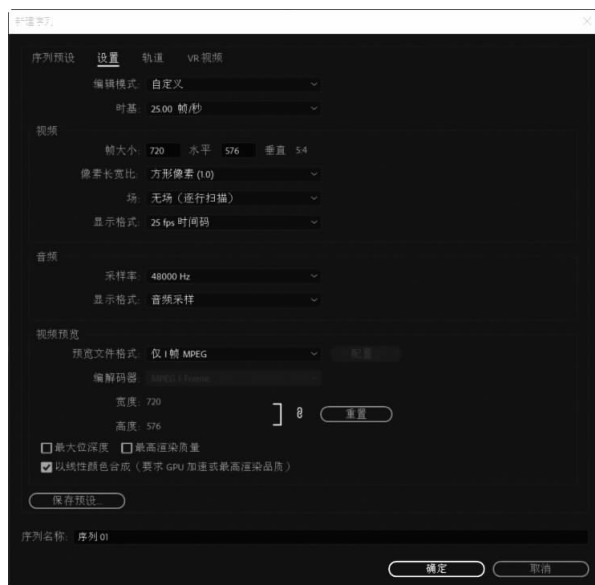 新建序列
序列预设 设置 轨道 VR 视频
编辑模式: 自定义
时基: 25.00 帧/秒
视频
帧大小: 720 水平 576 垂直 5:4
像素长宽比: 方形像素 (1.0)
场: 无场（逐行扫描）
显示格式: 25 fps 时间码
音频
采样率: 48000 Hz
显示格式: 音频采样
视频预览
预览文件格式: 仅 I 帧 MPEG 配置...
编解码器: MPEG I-Frame
宽度: 720
高度: 576
重置
最大位深度 最高渲染质量
以线性颜色合成（要求 GPU 加速或最高渲染品质）
保存预设...
序列名称: 序列 01
确定 取消